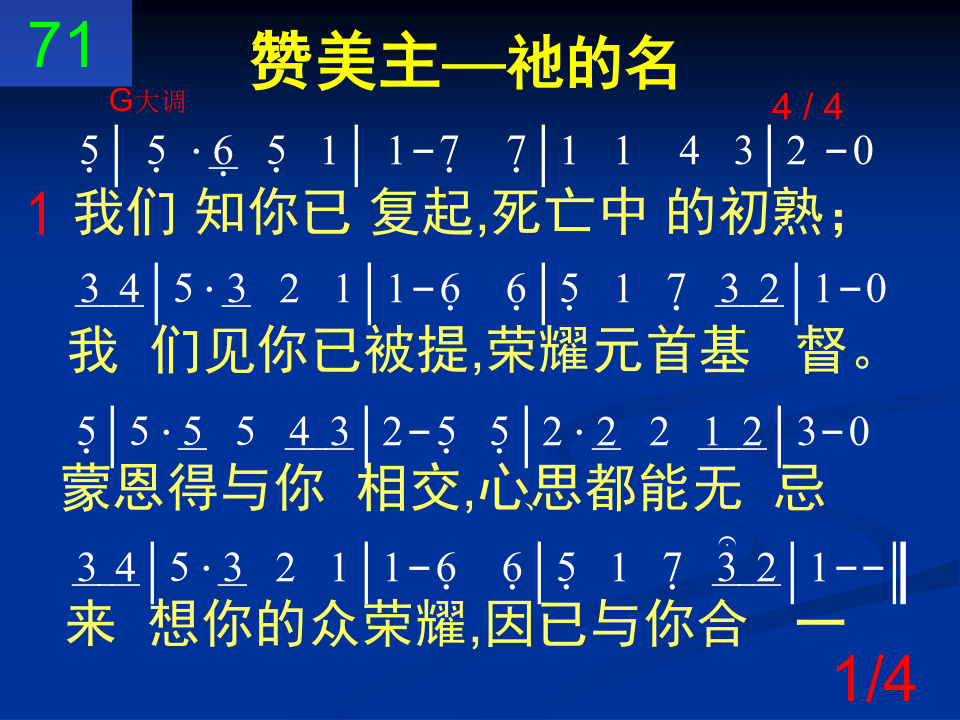 71
赞美主—祂的名
G大调
4 / 4
5̣ | 5̣ · 6̣ 5̣ 1 | 1 - 7̣ 7̣ | 1 1 4 3 | 2 - 0
1 我们 知你已 复起,死亡中 的初熟；
3 4 | 5 · 3 2 1 | 1 - 6̣ 6̣ | 5̣ 1 7̣ 3 2 | 1 - 0
我 们见你已被提,荣耀元首基 督。
5̣ | 5 · 5 5 4 3 | 2 - 5̣ 5̣ | 2 · 2 2 1 2 | 3 - 0
蒙恩得与你 相交,心思都能无 忌、
3 4 | 5 · 3 2 1 | 1 - 6̣ 6̣ | 5̣ 1 7̣ 3 2 | 1 - - ‖
来 想你的众荣耀,因已与你合 一
1/4